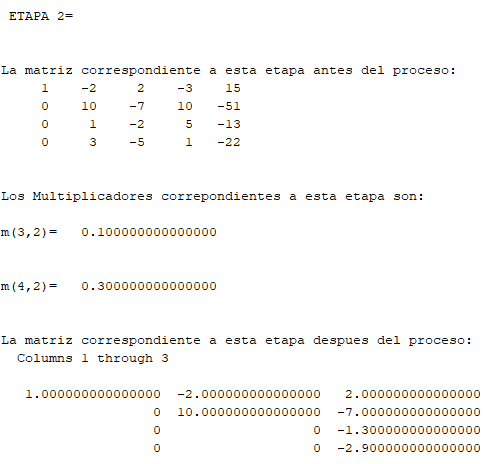 ETAPA 2=
La matriz correspondiente a esta etapa antes del proceso:
1 -2 2 -3 15
0 10 -7 10 -51
0 1 -2 5 -13
0 3 -5 1 -22
Los Multiplicadores correpondientes a esta etapa son:
m(3,2)= 0.100000000000000
m(4,2)= 0.300000000000000
La matriz correspondiente a esta etapa despues del proceso:
Columns 1 through 3
1.000000000000000 -2.000000000000000 2.000000000000000
0 10.000000000000000 -7.000000000000000
0 0 -1.300000000000000
0 0 -2.900000000000000